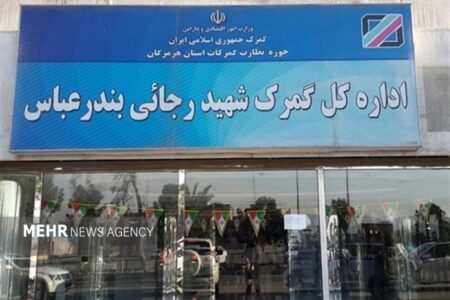 وزارت امور اقتصادی و دارائی
گمرک جمهوری اسلامی ایران
حوزه نظارت گمرکات استان هرمزگان
اداره کل گمرک شهید رجائی بندرعباس
MEHR NEWS AGENCY